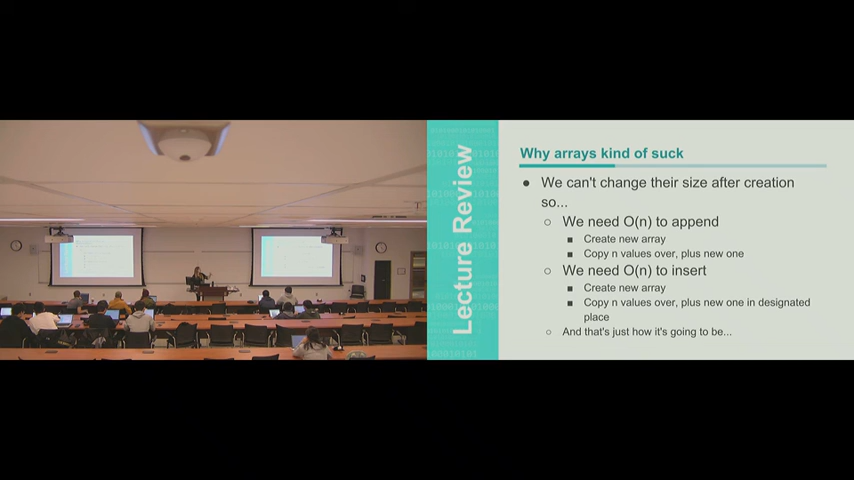 Lecture Review
Why arrays kind of suck
● We can't change their size after creation
so...
○ We need O(n) to append
■ Create new array
■ Copy n values over, plus new one
○ We need O(n) to insert
■ Create new array
■ Copy n values over, plus new one in designated
place
○ And that's just how it's going to be...